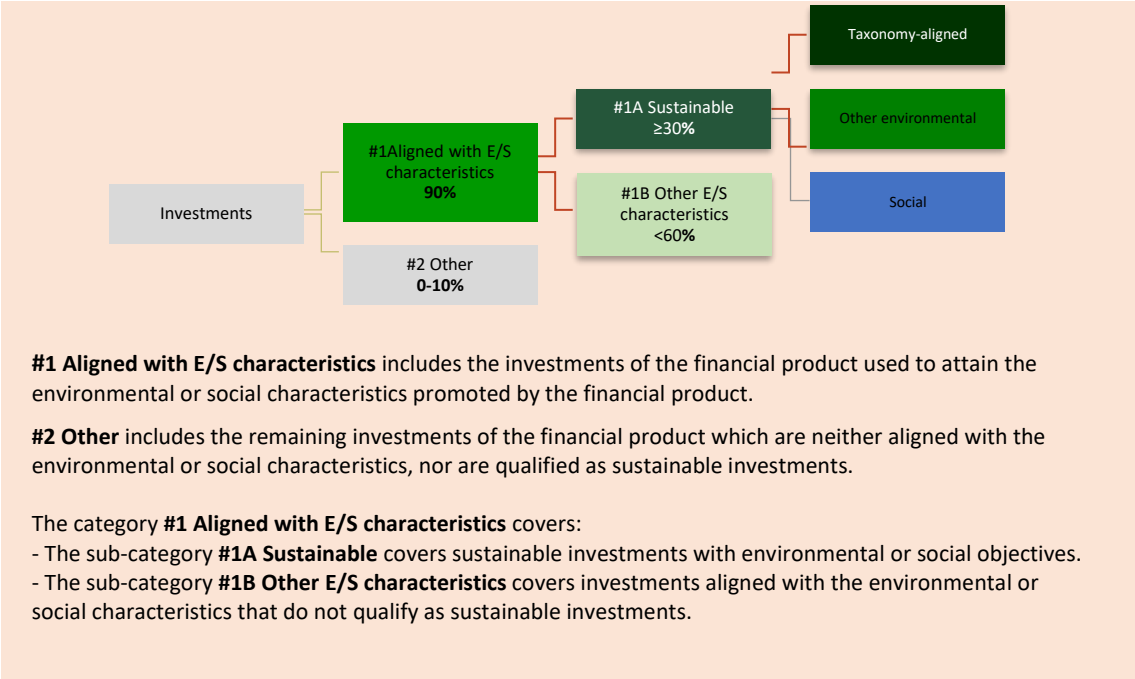 Taxonomy-aligned
#1A Sustainable
≥30%
Other environmental
#1Aligned with E/S
characteristics
90%
#1B Other E/S
characteristics
<60%
Investments
Social
#2 Other
0-10%
#1 Aligned with E/S characteristics includes the investments of the financial product used to attain the
environmental or social characteristics promoted by the financial product.
#2 Other includes the remaining investments of the financial product which are neither aligned with the
environmental or social characteristics, nor are qualified as sustainable investments.
The category #1 Aligned with E/S characteristics covers:
- The sub-category #1A Sustainable covers sustainable investments with environmental or social objectives.
- The sub-category #1B Other E/S characteristics covers investments aligned with the environmental or
social characteristics that do not qualify as sustainable investments.